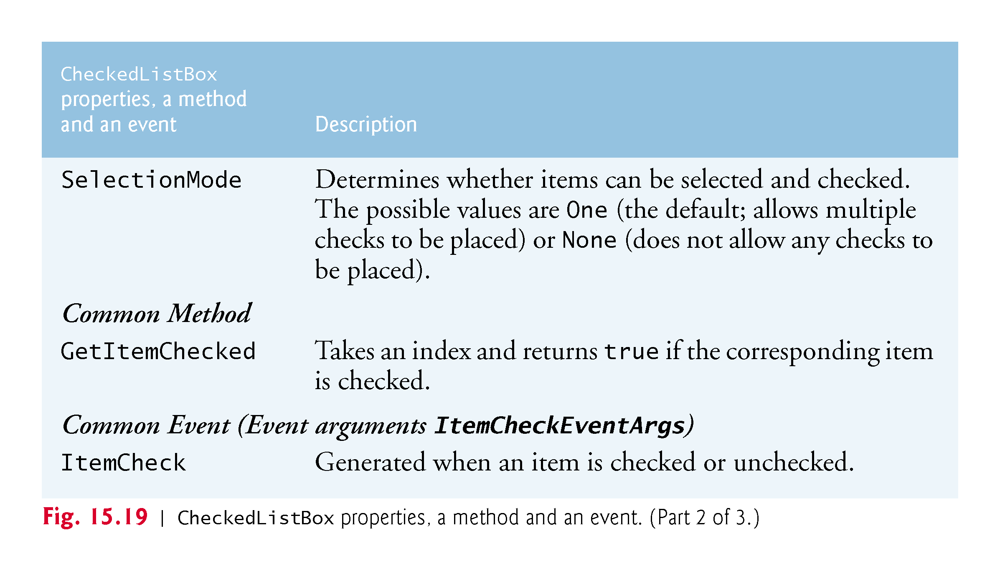 CheckedListBox
properties, a method
and an event
Description
SelectionMode
Determines whether items can be selected and checked.
The possible values are One (the default; allows multiple
checks to be placed) or None (does not allow any checks to
be placed).
Common Method
GetItemChecked
Takes an index and returns true if the corresponding item
is checked.
Common Event (Event arguments ItemCheckEventArgs)
ItemCheck
Generated when an item is checked or unchecked.
Fig. 15.19 | CheckedListBox properties, a method and an event. (Part 2 of 3.)